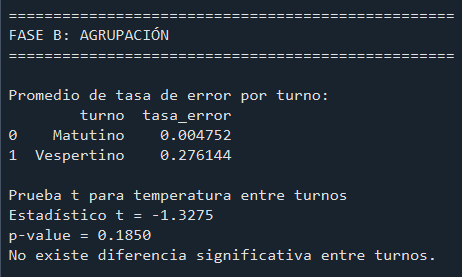 ==================================================
FASE B: AGRUPACIÓN
==================================================
Promedio de tasa de error por turno:
turno tasa_error
0 Matutino 0.004752
1 Vespertino 0.276144
Prueba t para temperatura entre turnos
Estadístico t = -1.3275
p-value = 0.1850
No existe diferencia significativa entre turnos.